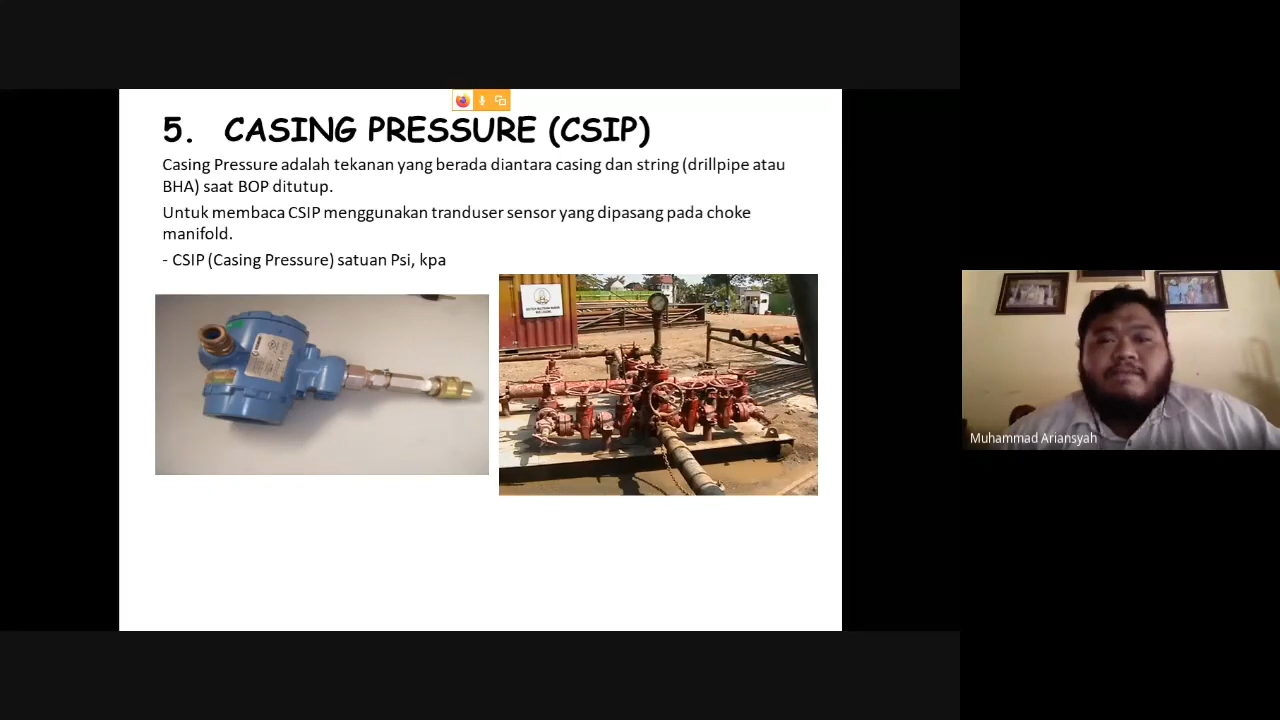 5. CASING PRESSURE (CSIP)
Casing Pressure adalah tekanan yang berada diantara casing dan string (drillpipe atau
BHA) saat BOP ditutup.
Untuk membaca CSIP menggunakan tranduser sensor yang dipasang pada choke
manifold.
- CSIP (Casing Pressure) satuan Psi, kpa
Muhammad Ariansyah